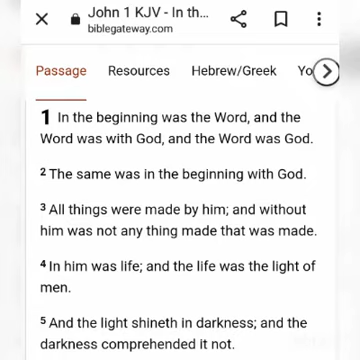 John 1 KJV - In th...
biblegateway.com
Passage Resources Hebrew/Greek Yo
1 In the beginning was the Word, and the
Word was with God, and the Word was God.
2 The same was in the beginning with God.
3 All things were made by him; and without
him was not any thing made that was made.
4 In him was life; and the life was the light of
men.
5 And the light shineth in darkness; and the
darkness comprehended it not.